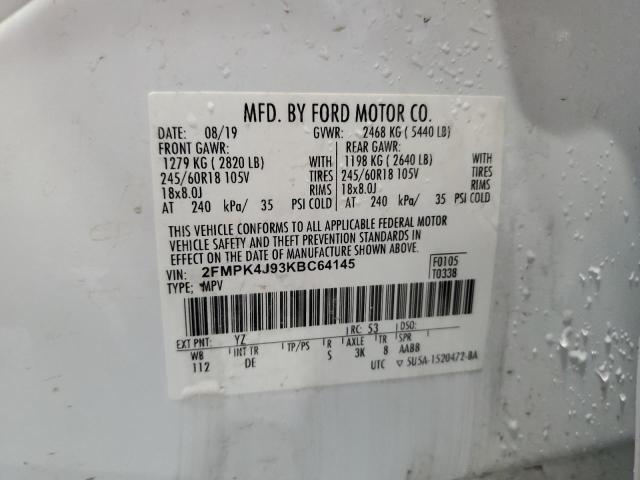 MFD. BY FORD MOTOR CO.
DATE: 08/19 GVWR: 2468 KG ( 5440 LB)
FRONT GAWR: REAR GAWR:
1279 KG ( 2820 LB) WITH 1198 KG ( 2640 LB) WITH
245/60R18 105V TIRES 245/60R18 105V TIRES
18x8.0J RIMS 18x8.0J RIMS
AT 240 kPa/ 35 PSI COLD AT 240 kPa/ 35 PSI COLD
THIS VEHICLE CONFORMS TO ALL APPLICABLE FEDERAL MOTOR
VEHICLE SAFETY AND THEFT PREVENTION STANDARDS IN
EFFECT ON THE DATE OF MANUFACTURE SHOWN ABOVE.
VIN: 2FMPK4J93KBC64145 F0105
TYPE: MPV T0338
EXT PNT: YZ RC: 53 DSO:
WB INT TR TP/PS R AXLE TR SPR
112 DE S 3K 8 AABB
UTC ▽ 5U5A-1520472-BA